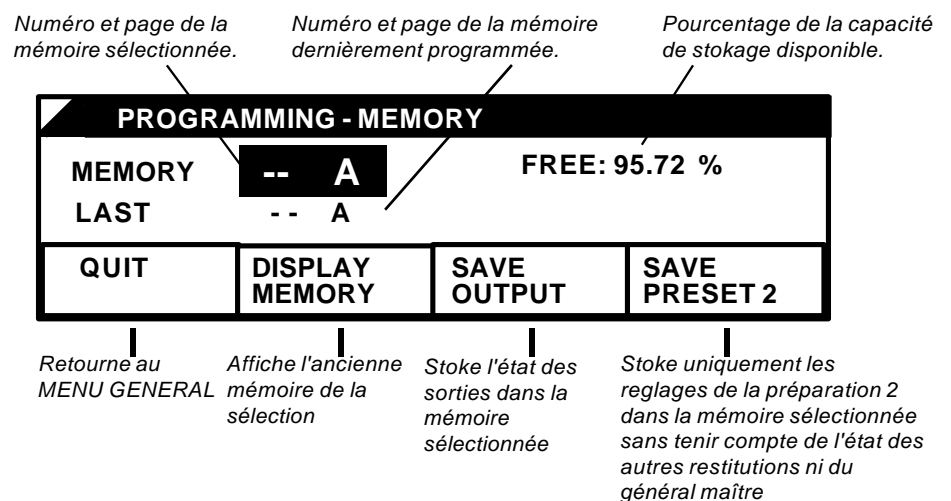 Numéro et page de la
mémoire sélectionnée.
Numéro et page de la mémoire
dernièrement programmée.
Pourcentage de la capacité
de stokage disponible.
PROGRAMMING - MEMORY
MEMORY -- A FREE: 95.72 %
LAST - - A
QUIT
DISPLAY
MEMORY
SAVE
OUTPUT
SAVE
PRESET 2
Retourne au
MENU GENERAL
Affiche l'ancienne
mémoire de la
sélection
Stoke l'état des
sorties dans la
mémoire
sélectionnée
Stoke uniquement les
reglages de la préparation 2
dans la mémoire sélectionnée
sans tenir compte de l'état des
autres restitutions ni du
général maître